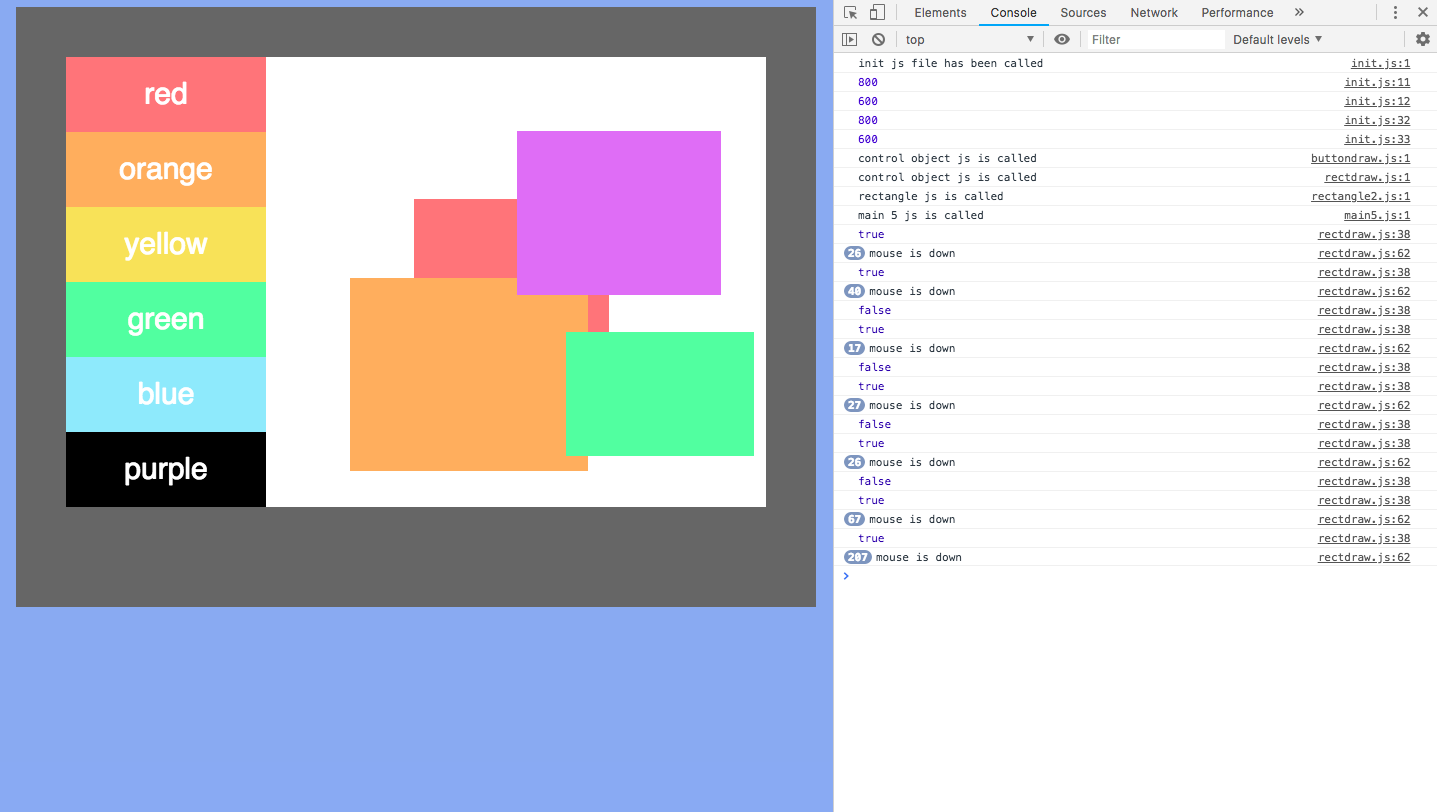 red
orange
yellow
green
blue
purple
Elements Console Sources Network Performance »
top Filter Default levels
init js file has been called init.js:1
800 init.js:11
600 init.js:12
800 init.js:32
600 init.js:33
control object js is called buttondraw.js:1
control object js is called rectdraw.js:1
rectangle js is called rectangle2.js:1
main 5 js is called main5.js:1
true rectdraw.js:38
26 mouse is down rectdraw.js:62
true rectdraw.js:38
40 mouse is down rectdraw.js:62
false rectdraw.js:38
true rectdraw.js:38
17 mouse is down rectdraw.js:62
false rectdraw.js:38
true rectdraw.js:38
27 mouse is down rectdraw.js:62
false rectdraw.js:38
true rectdraw.js:38
26 mouse is down rectdraw.js:62
false rectdraw.js:38
true rectdraw.js:38
67 mouse is down rectdraw.js:62
true rectdraw.js:38
207 mouse is down rectdraw.js:62